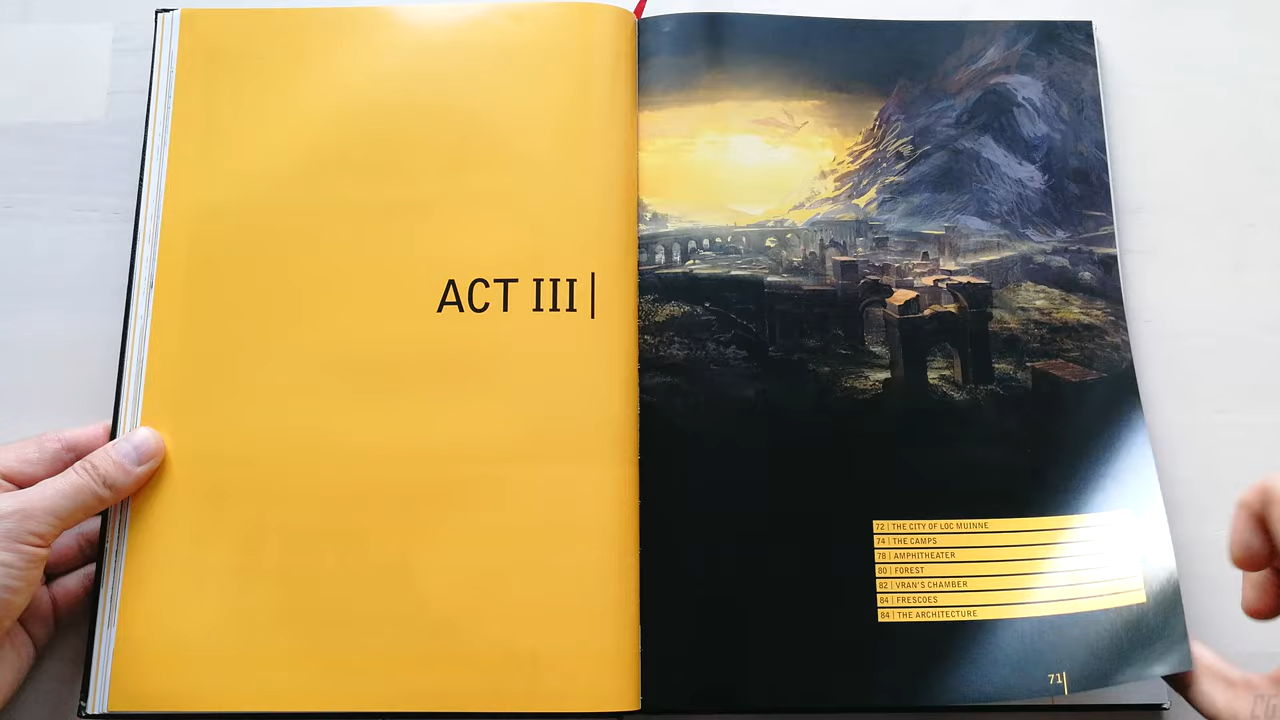 ACT III |
72 | THE CITY OF LOC MUINNE
74 | THE CAMPS
78 | AMPHITHEATER
80 | FOREST
82 | VRAN'S CHAMBER
84 | FRESCOES
84 | THE ARCHITECTURE
71 |
CG